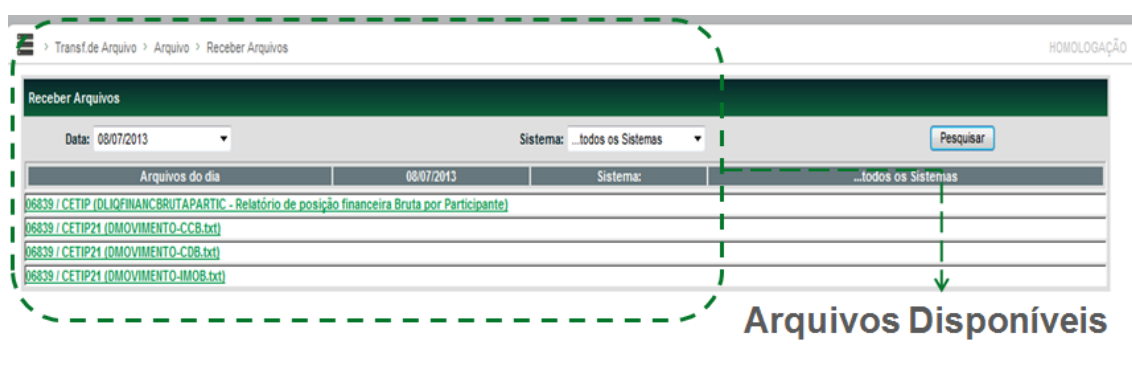 > Transf.de Arquivo > Arquivo > Receber Arquivos
HOMOLOGAÇÃO
Receber Arquivos
Data: 08/07/2013 Sistema: ...todos os Sistemas Pesquisar
Arquivos do dia 08/07/2013 Sistema: ...todos os Sistemas
06839 / CETIP (DLIQFINANCBRUTAPARTIC - Relatório de posição financeira Bruta por Participante)
06839 / CETIP21 (DMOVIMENTO-CCB.txt)
06839 / CETIP21 (DMOVIMENTO-CDB.txt)
06839 / CETIP21 (DMOVIMENTO-IMOB.txt)
Arquivos Disponíveis